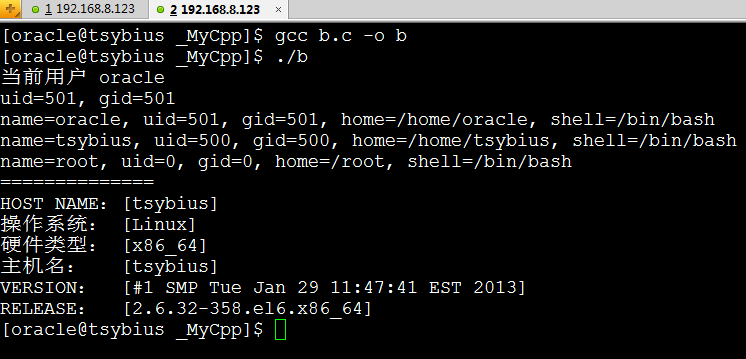 1 192.168.8.123 2 192.168.8.123 ×
[oracle@tsybius _MyCpp]$ gcc b.c -o b
[oracle@tsybius _MyCpp]$ ./b
当前用户 oracle
uid=501, gid=501
name=oracle, uid=501, gid=501, home=/home/oracle, shell=/bin/bash
name=tsybius, uid=500, gid=500, home=/home/tsybius, shell=/bin/bash
name=root, uid=0, gid=0, home=/root, shell=/bin/bash
==============
HOST NAME: [tsybius]
操作系统： [Linux]
硬件类型： [x86_64]
主机名： [tsybius]
VERSION: [#1 SMP Tue Jan 29 11:47:41 EST 2013]
RELEASE: [2.6.32-358.el6.x86_64]
[oracle@tsybius _MyCpp]$